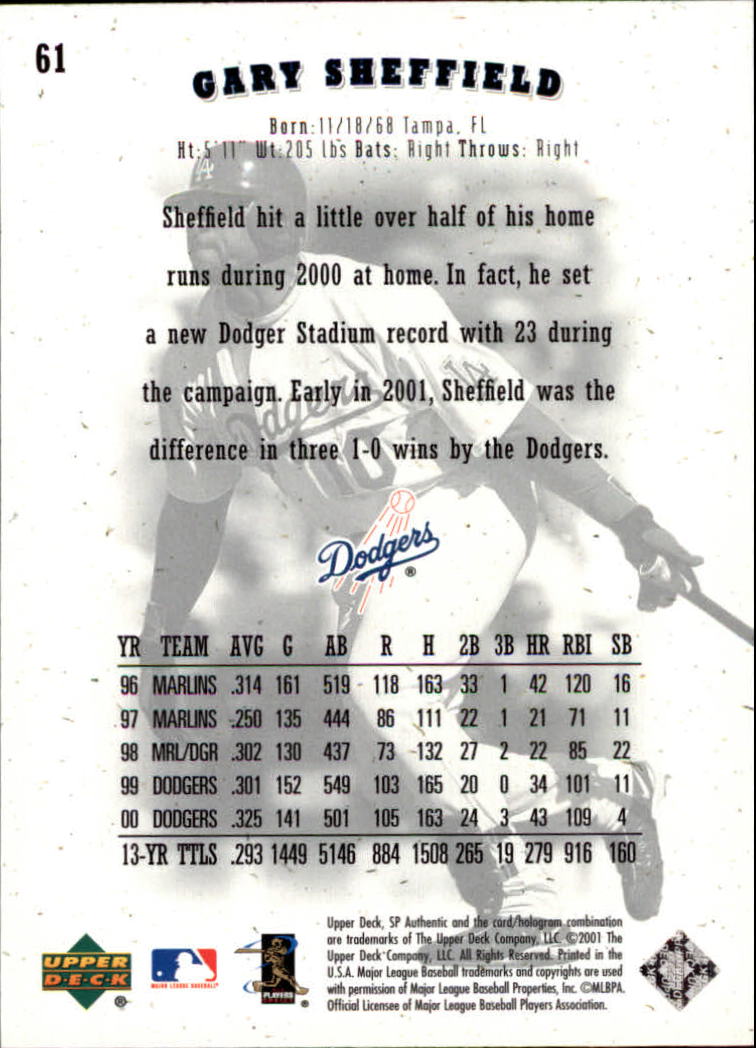 61
GARY SHEFFIELD
Born: 11/18/68 Tampa, FL
Ht: 5'11" Wt: 205 lbs Bats: Right Throws: Right
Sheffield hit a little over half of his home
runs during 2000 at home. In fact, he set
a new Dodger Stadium record with 23 during
the campaign. Early in 2001, Sheffield was the
difference in three 1-0 wins by the Dodgers.
Dodgers
10
LA
LA
Dodgers ®
YR TEAM AVG G AB R H 2B 3B HR RBI SB
96 MARLINS .314 161 519 118 163 33 1 42 120 16
97 MARLINS .250 135 444 86 111 22 1 21 71 11
98 MRL/DGR .302 130 437 73 132 27 2 22 85 22
99 DODGERS .301 152 549 103 165 20 0 34 101 11
00 DODGERS .325 141 501 105 163 24 3 43 109 4
13-YR TTLS .293 1449 5146 884 1508 265 19 279 916 160
Upper Deck, SP Authentic and the card/hologram combination
are trademarks of The Upper Deck Company, LLC. ©2001 The
Upper Deck Company, LLC. All Rights Reserved. Printed in the
U.S.A. Major League Baseball trademarks and copyrights are used
with permission of Major League Baseball Properties, Inc. ©MLBPA.
Official Licensee of Major League Baseball Players Association.
UPPER
DECK ®
MAJOR LEAGUE BASEBALL
PLAYERS